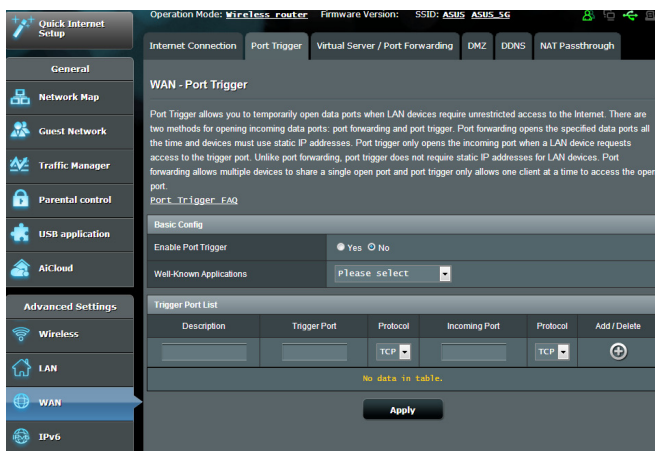 Quick Internet
Setup
General
Network Map
Guest Network
Traffic Manager
Parental control
USB application
AiCloud
Advanced Settings
Wireless
LAN
WAN
IPv6
Operation Mode: Wireless router Firmware Version: SSID: ASUS ASUS_5G
Internet Connection Port Trigger Virtual Server / Port Forwarding DMZ DDNS NAT Passthrough
WAN - Port Trigger
Port Trigger allows you to temporarily open data ports when LAN devices require unrestricted access to the Internet. There are
two methods for opening incoming data ports: port forwarding and port trigger. Port forwarding opens the specified data ports all
the time and devices must use static IP addresses. Port trigger only opens the incoming port when a LAN device requests
access to the trigger port. Unlike port forwarding, port trigger does not require static IP addresses for LAN devices. Port
forwarding allows multiple devices to share a single open port and port trigger only allows one client at a time to access the open
port.
Port Trigger FAQ
Basic Config
Enable Port Trigger Yes No
Well-Known Applications Please select
Trigger Port List
Description Trigger Port Protocol Incoming Port Protocol Add / Delete
TCP TCP
No data in table.
Apply